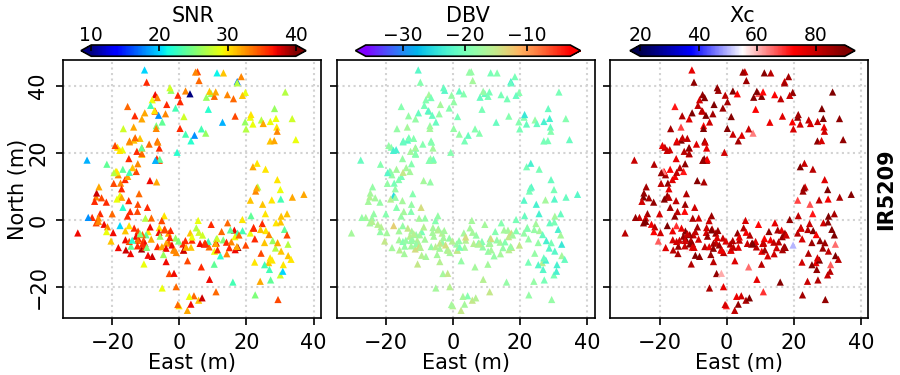 SNR DBV Xc
10 20 30 40 −30 −20 −10 20 40 60 80
40
20
0
−20
North (m)
IR5209
−20 0 20 40 −20 0 20 40 −20 0 20 40
East (m) East (m) East (m)